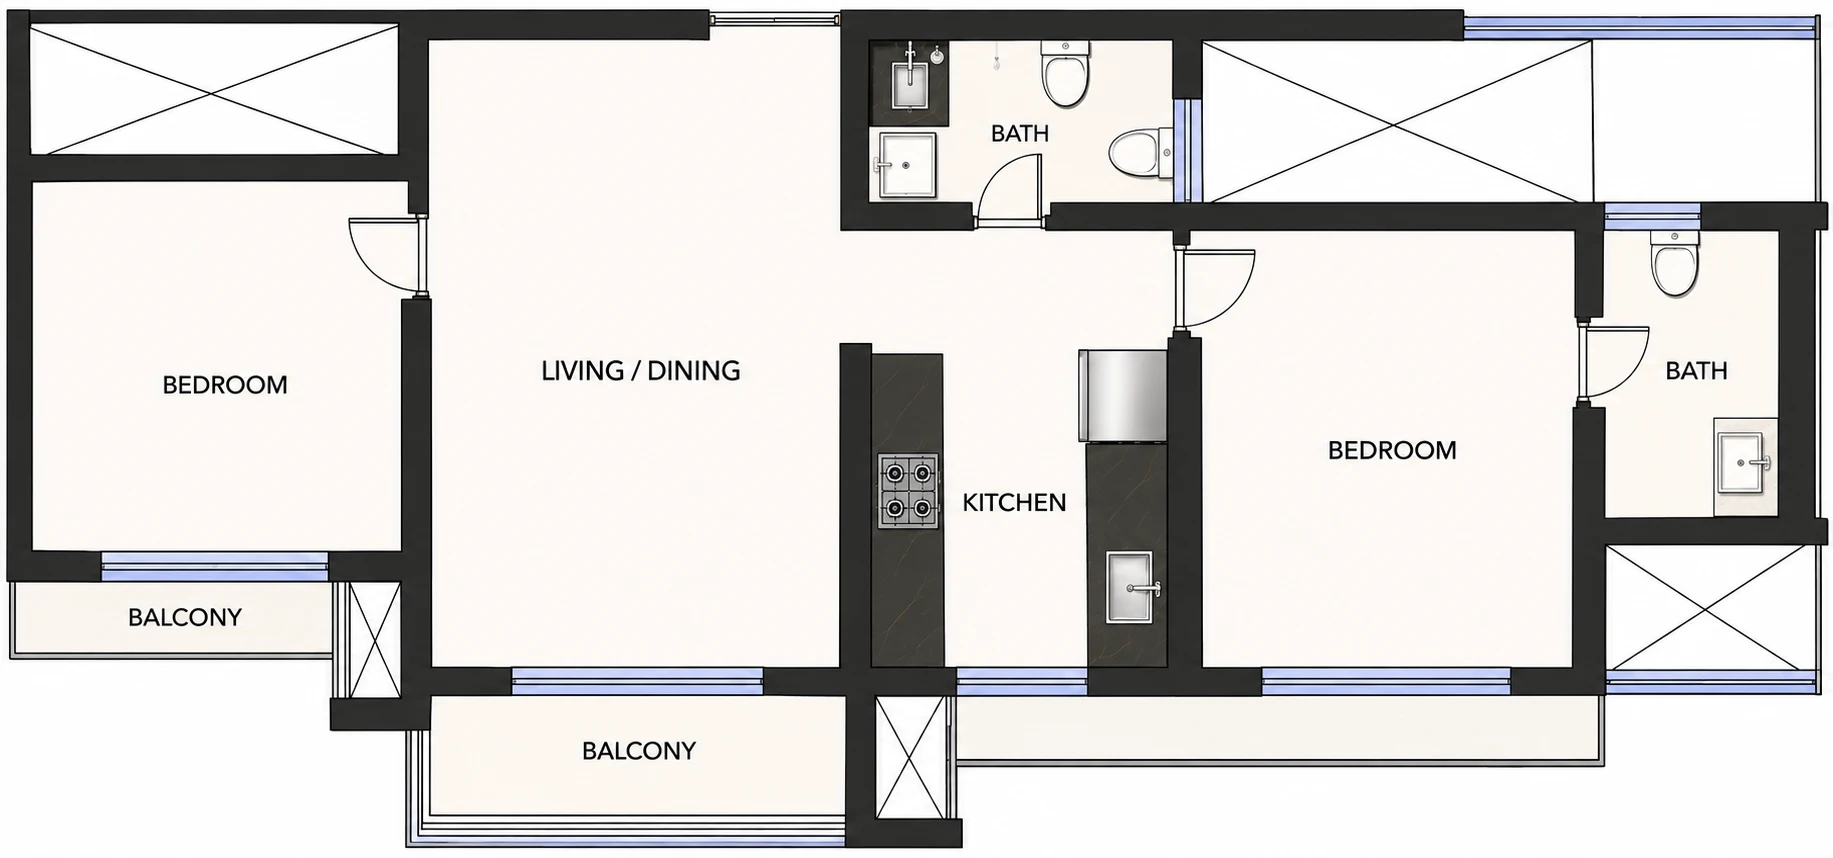 BATH
LIVING / DINING
BATH
BEDROOM
BEDROOM
KITCHEN
BALCONY
BALCONY